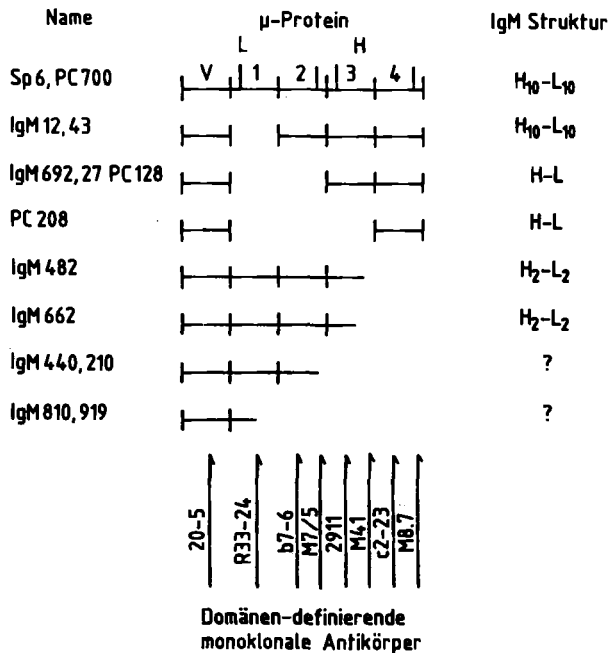 Name μ-Protein IgM Struktur
L H
Sp6, PC700 V 1 2 3 4 H₁₀-L₁₀
IgM 12,43 H₁₀-L₁₀
IgM 692,27 PC128 H-L
PC 208 H-L
IgM 482 H₂-L₂
IgM 662 H₂-L₂
IgM 440,210 ?
IgM 810,919 ?
20-5
R33-24
b7-6
M7/5
2911
M41
c2-23
M8.7
Domänen-definierende
monoklonale Antikörper